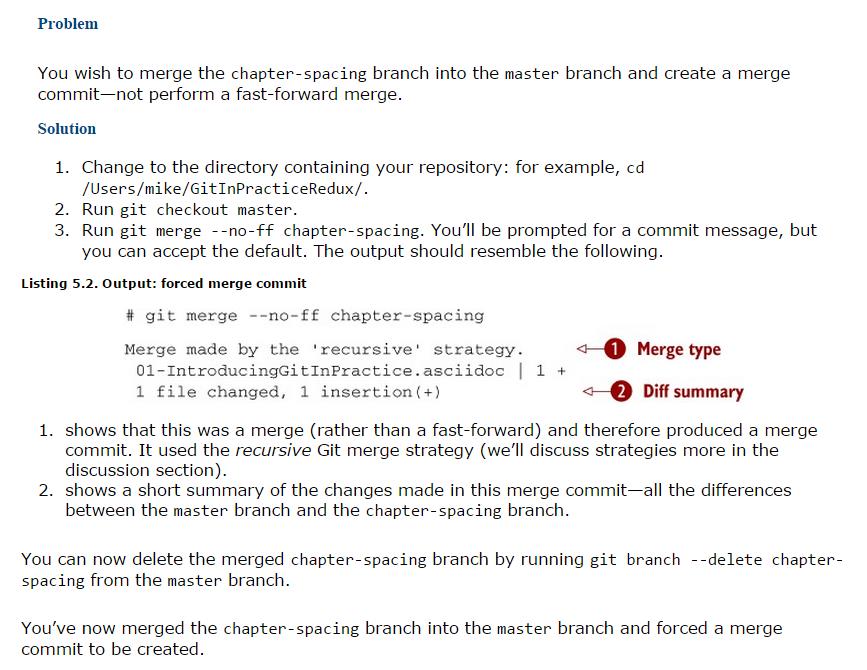 Problem
You wish to merge the chapter-spacing branch into the master branch and create a merge
commit—not perform a fast-forward merge.
Solution
1. Change to the directory containing your repository: for example, cd
/Users/mike/GitInPracticeRedux/.
2. Run git checkout master.
3. Run git merge --no-ff chapter-spacing. You’ll be prompted for a commit message, but
you can accept the default. The output should resemble the following.
Listing 5.2. Output: forced merge commit
# git merge --no-ff chapter-spacing
Merge made by the 'recursive' strategy. 1 Merge type
01-IntroducingGitInPractice.asciidoc | 1 +
1 file changed, 1 insertion(+) 2 Diff summary
1. shows that this was a merge (rather than a fast-forward) and therefore produced a merge
commit. It used the recursive Git merge strategy (we’ll discuss strategies more in the
discussion section).
2. shows a short summary of the changes made in this merge commit—all the differences
between the master branch and the chapter-spacing branch.
You can now delete the merged chapter-spacing branch by running git branch --delete chapter-
spacing from the master branch.
You’ve now merged the chapter-spacing branch into the master branch and forced a merge
commit to be created.